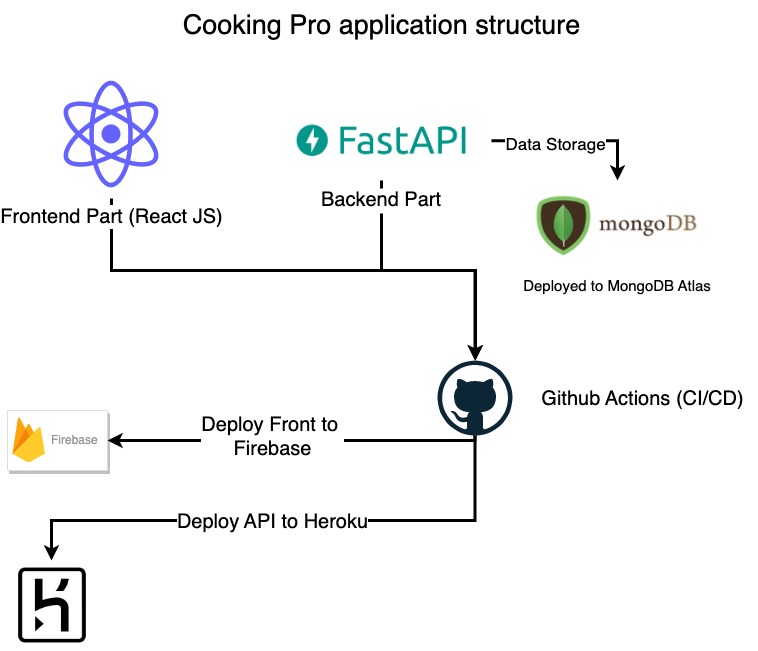 Cooking Pro application structure
FastAPI
Data Storage
Frontend Part (React JS)
Backend Part
mongoDB
Deployed to MongoDB Atlas
Github Actions (CI/CD)
Deploy Front to
Firebase
Firebase
Deploy API to Heroku